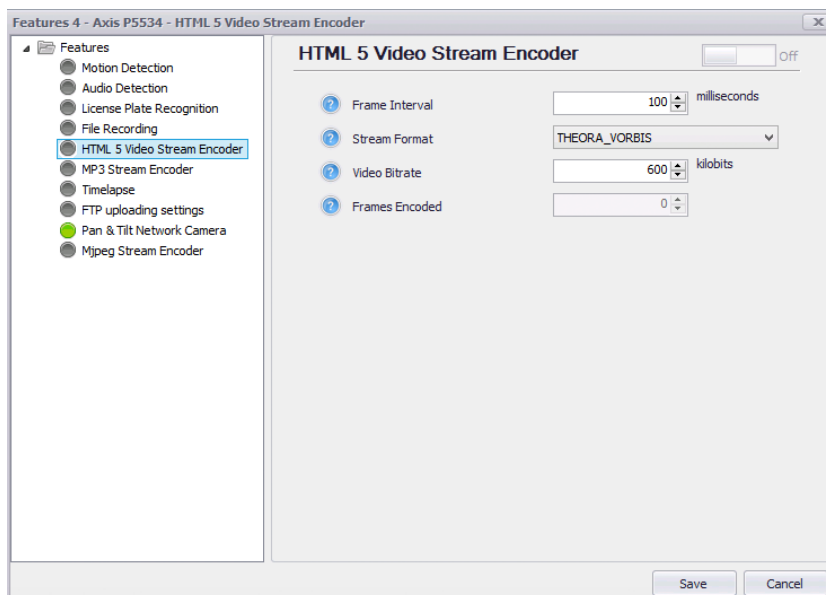 Features 4 - Axis P5534 - HTML 5 Video Stream Encoder
Features
Motion Detection
Audio Detection
License Plate Recognition
File Recording
HTML 5 Video Stream Encoder
MP3 Stream Encoder
Timelapse
FTP uploading settings
Pan & Tilt Network Camera
Mjpeg Stream Encoder
HTML 5 Video Stream Encoder
Off
Frame Interval 100 milliseconds
Stream Format THEORA_VORBIS
Video Bitrate 600 kilobits
Frames Encoded 0
Save Cancel